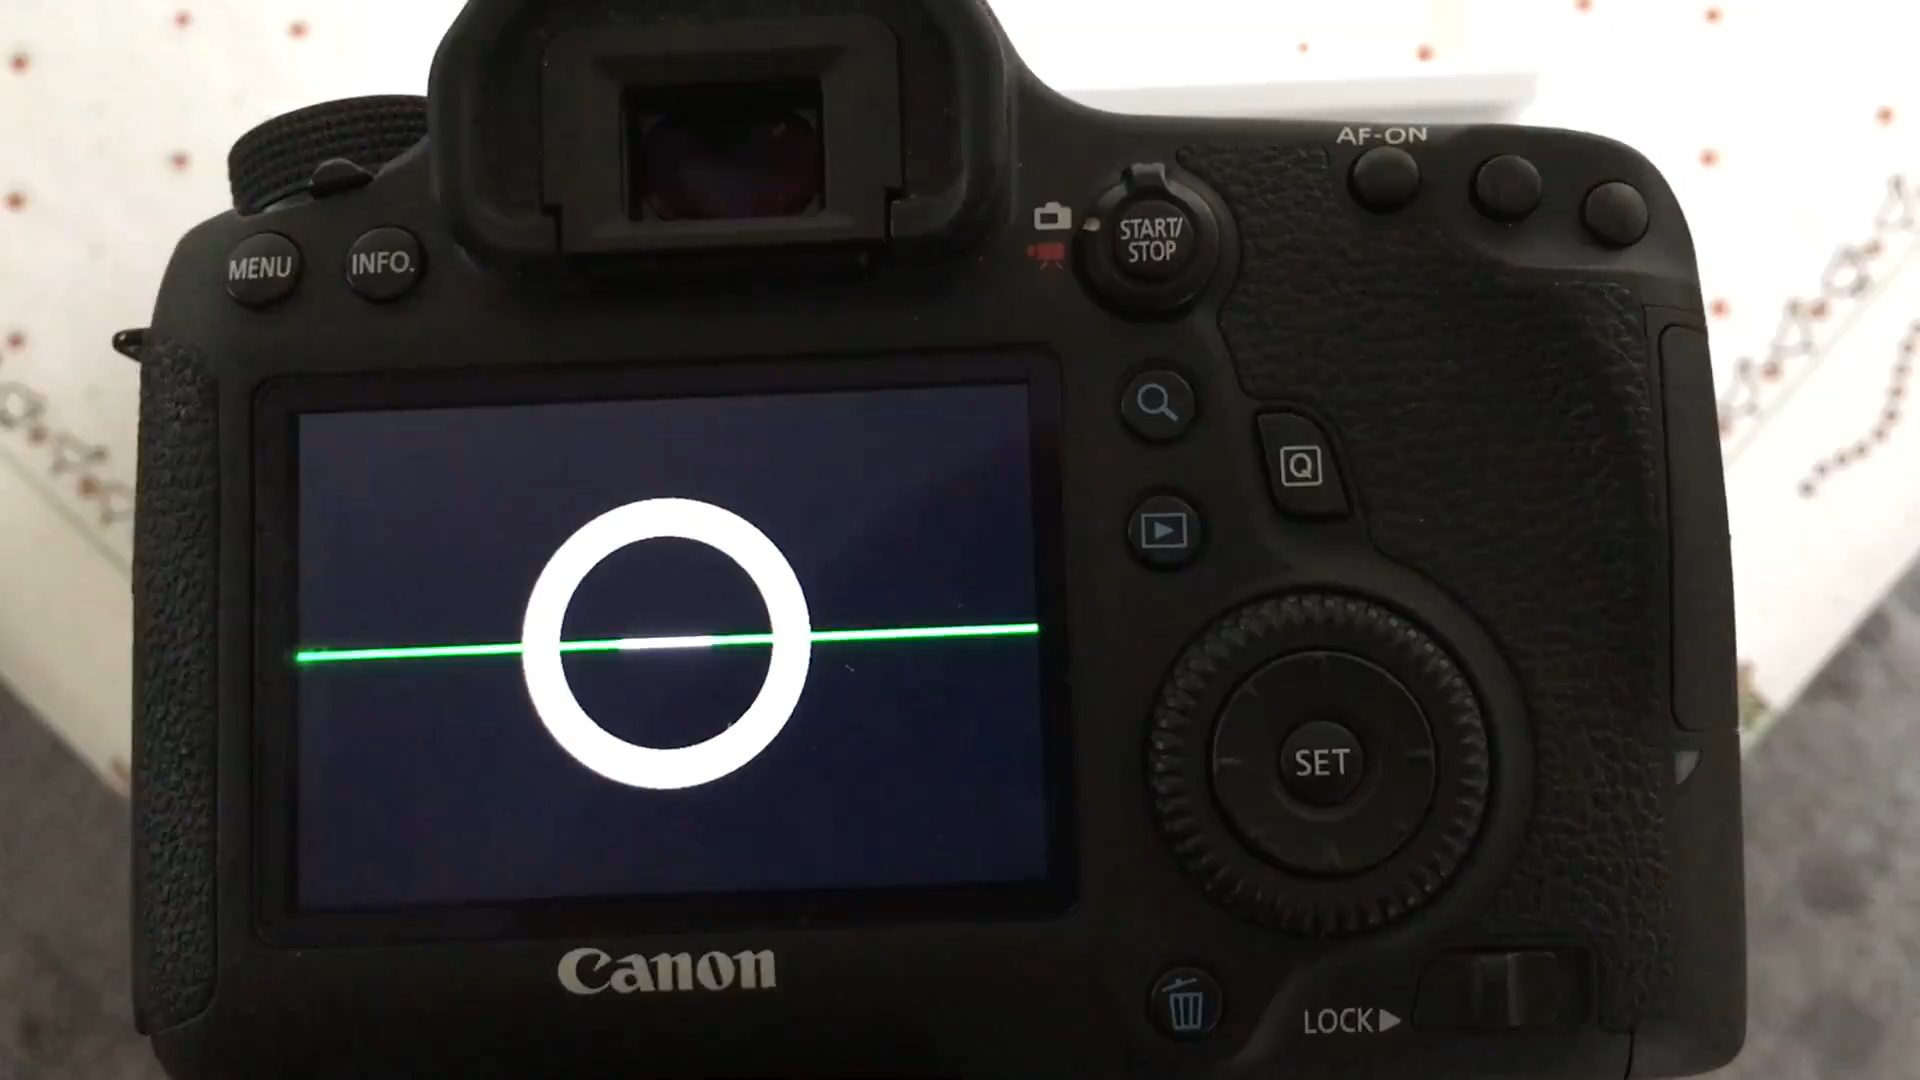 AF-ON
START/
STOP
MENU
INFO.
Q
SET
Canon
LOCK